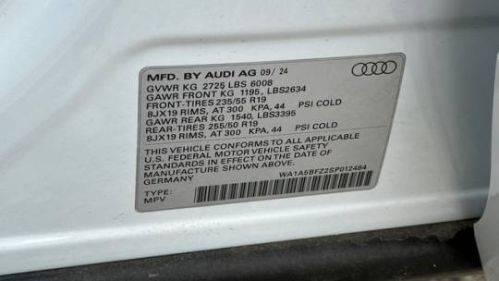 MFD. BY AUDI AG 09/24
GVWR KG 2725 LBS 6008
GAWR FRONT KG 1195, LBS2634
FRONT-TIRES 235/55 R19
8JX19 RIMS, AT 300 KPA, 44 PSI COLD
GAWR REAR KG 1540, LBS3395
REAR-TIRES 255/50 R19
8JX19 RIMS, AT 300 KPA, 44 PSI COLD
THIS VEHICLE CONFORMS TO ALL APPLICABLE
U.S. FEDERAL MOTOR VEHICLE SAFETY
STANDARDS IN EFFECT ON THE DATE OF
MANUFACTURE SHOWN ABOVE
GERMANY
WA1A5BFZ2SP012484
TYPE:
MPV